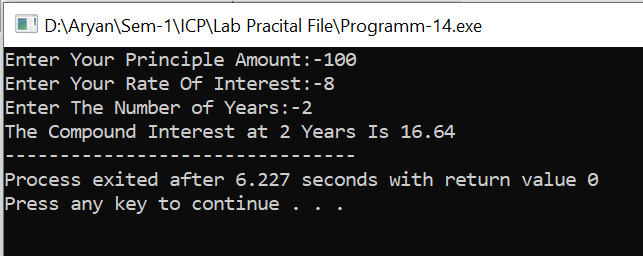 D:\Aryan\Sem-1\ICP\Lab Pracital File\Programm-14.exe
Enter Your Principle Amount:-100
Enter Your Rate Of Interest:-8
Enter The Number of Years:-2
The Compound Interest at 2 Years Is 16.64
--------------------------------
Process exited after 6.227 seconds with return value 0
Press any key to continue . . .